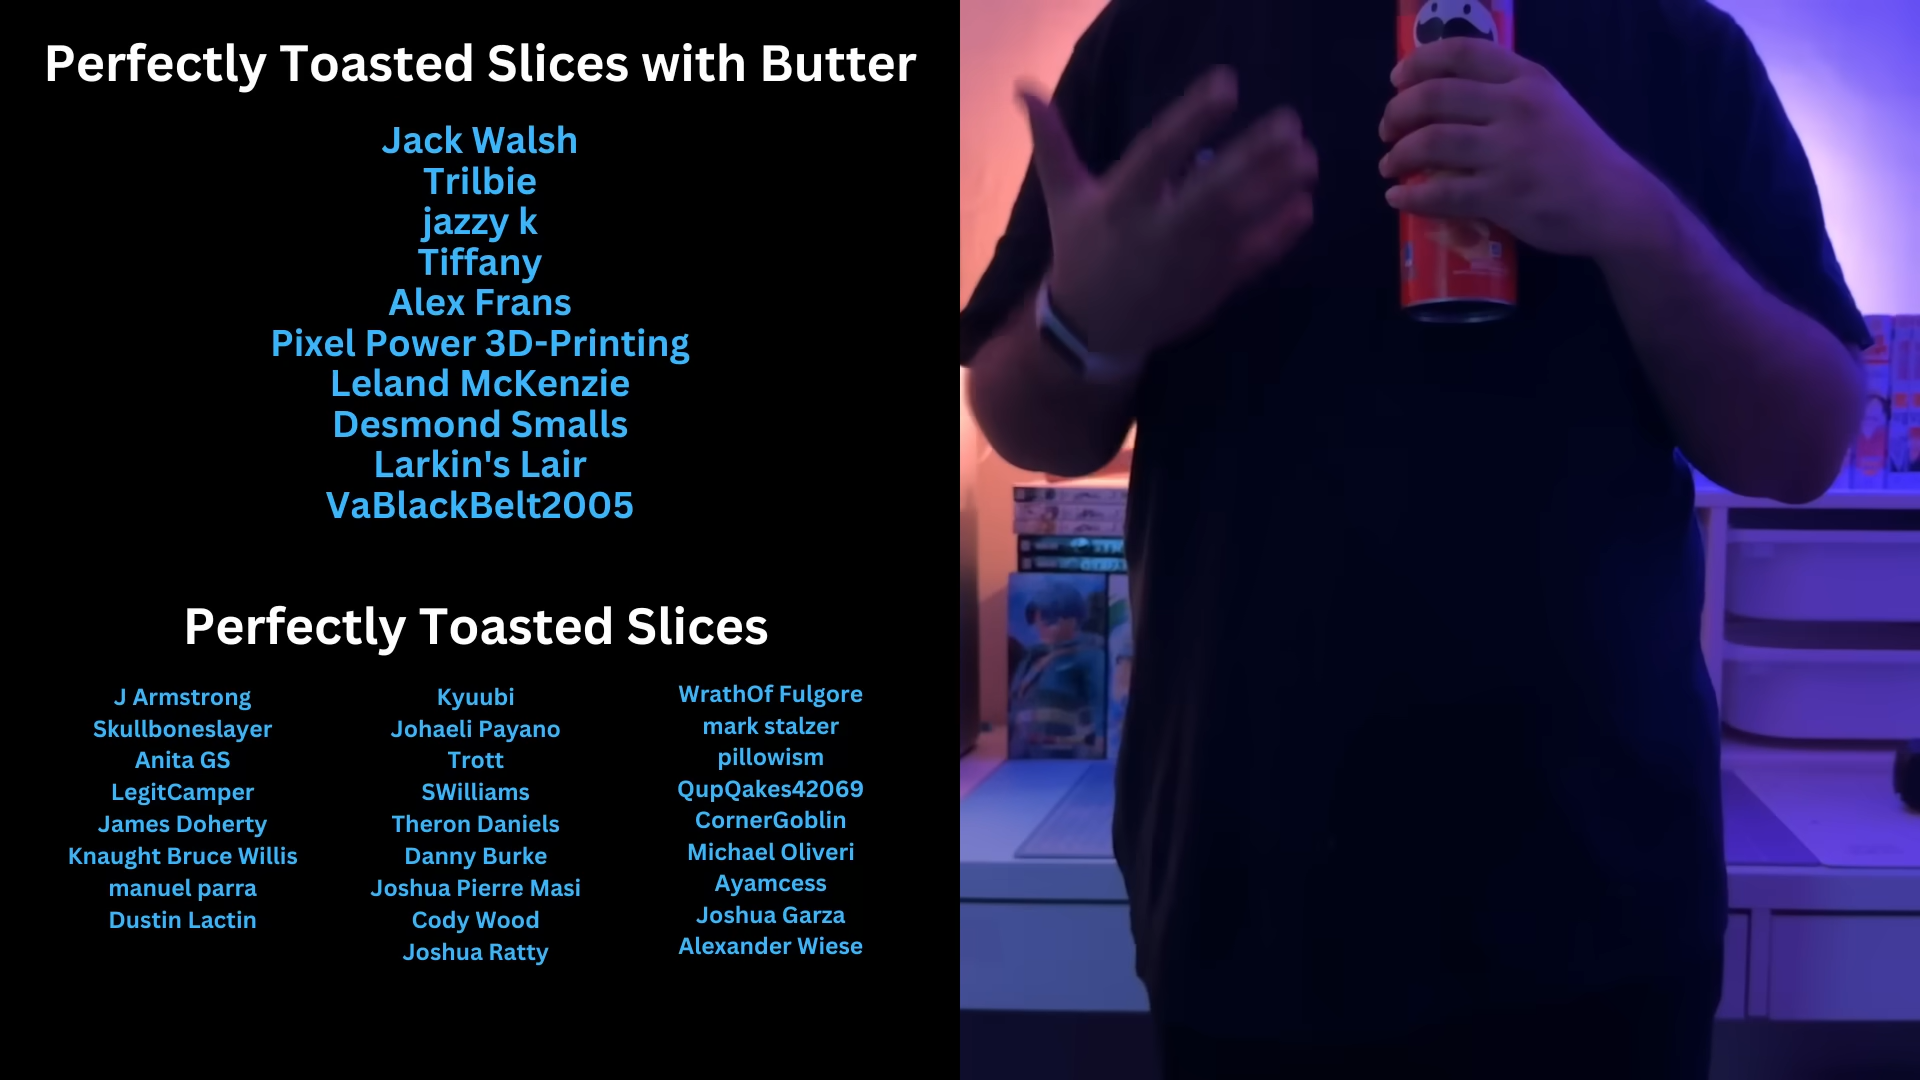 Perfectly Toasted Slices with Butter
Jack Walsh
Trilbie
jazzy k
Tiffany
Alex Frans
Pixel Power 3D-Printing
Leland McKenzie
Desmond Smalls
Larkin's Lair
VaBlackBelt2005
Perfectly Toasted Slices
J Armstrong
Skullboneslayer
Anita GS
LegitCamper
James Doherty
Knaught Bruce Willis
manuel parra
Dustin Lactin
Kyuubi
Johaeli Payano
Trott
SWilliams
Theron Daniels
Danny Burke
Joshua Pierre Masi
Cody Wood
Joshua Ratty
WrathOf Fulgore
mark stalzer
pillowism
QupQakes42069
CornerGoblin
Michael Oliveri
Ayamcess
Joshua Garza
Alexander Wiese